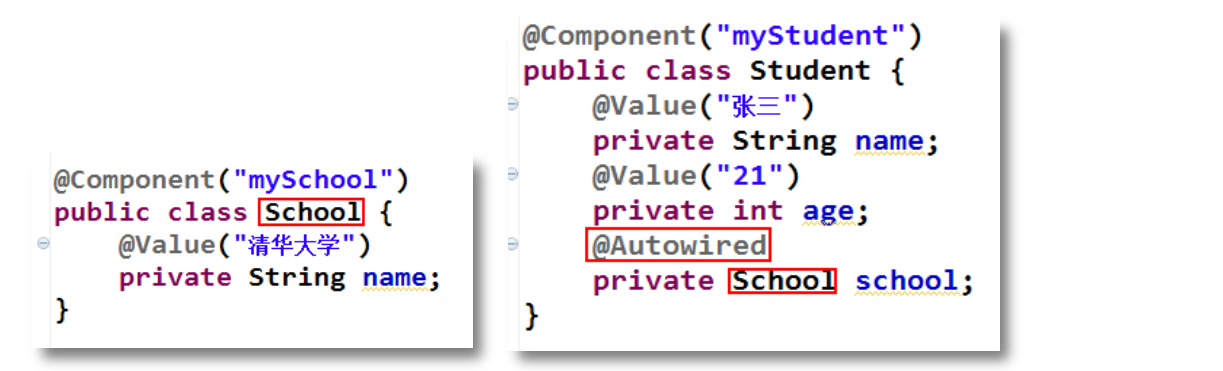 @Component("mySchool")
public class School {
@Value("清华大学")
private String name;
}
@Component("myStudent")
public class Student {
@Value("张三")
private String name;
@Value("21")
private int age;
@Autowired
private School school;
}